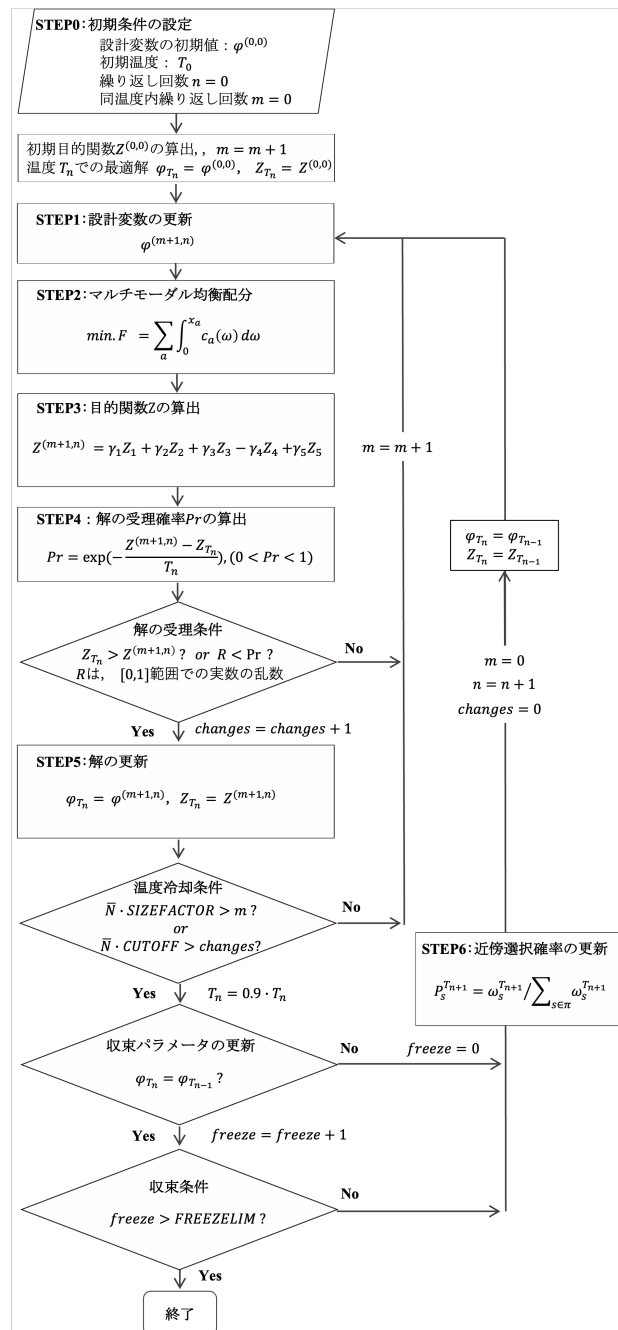 STEP0:初期条件の設定
設計変数の初期値：φ^(0,0)
初期温度：T_0
繰り返し回数 n = 0
同温度内繰り返し回数 m = 0
初期目的関数Z^(0,0)の算出,， m = m + 1
温度 T_nでの最適解 φ_{T_n} = φ^(0,0)， Z_{T_n} = Z^(0,0)
STEP1:設計変数の更新
φ^(m+1,n)
STEP2:マルチモーダル均衡配分
min. F = ∑_a ∫_0^{x_a} c_a(ω) dω
STEP3:目的関数Zの算出
Z^(m+1,n) = γ_1Z_1 + γ_2Z_2 + γ_3Z_3 − γ_4Z_4 +γ_5Z_5
m = m + 1
STEP4：解の受理確率Prの算出
Pr = exp(−(Z^(m+1,n) − Z_{T_n})/T_n), (0 < Pr < 1)
φ_{T_n} = φ_{T_{n−1}}
Z_{T_n} = Z_{T_{n−1}}
解の受理条件
Z_{T_n} > Z^(m+1,n) ? or R < Pr ?
Rは， [0,1]範囲での実数の乱数
No
m = 0
n = n + 1
changes = 0
Yes changes = changes + 1
STEP5:解の更新
φ_{T_n} = φ^(m+1,n), Z_{T_n} = Z^(m+1,n)
温度冷却条件
N̅ · SIZEFACTOR > m ?
or
N̅ · CUTOFF > changes?
No
STEP6:近傍選択確率の更新
P_s^{T_{n+1}} = ω_s^{T_{n+1}} / ∑_{s∈π} ω_s^{T_{n+1}}
Yes T_n = 0.9 · T_n
収束パラメータの更新
φ_{T_n} = φ_{T_{n−1}} ?
No freeze = 0
Yes freeze = freeze + 1
収束条件
freeze > FREEZELIM ?
No
Yes
終了